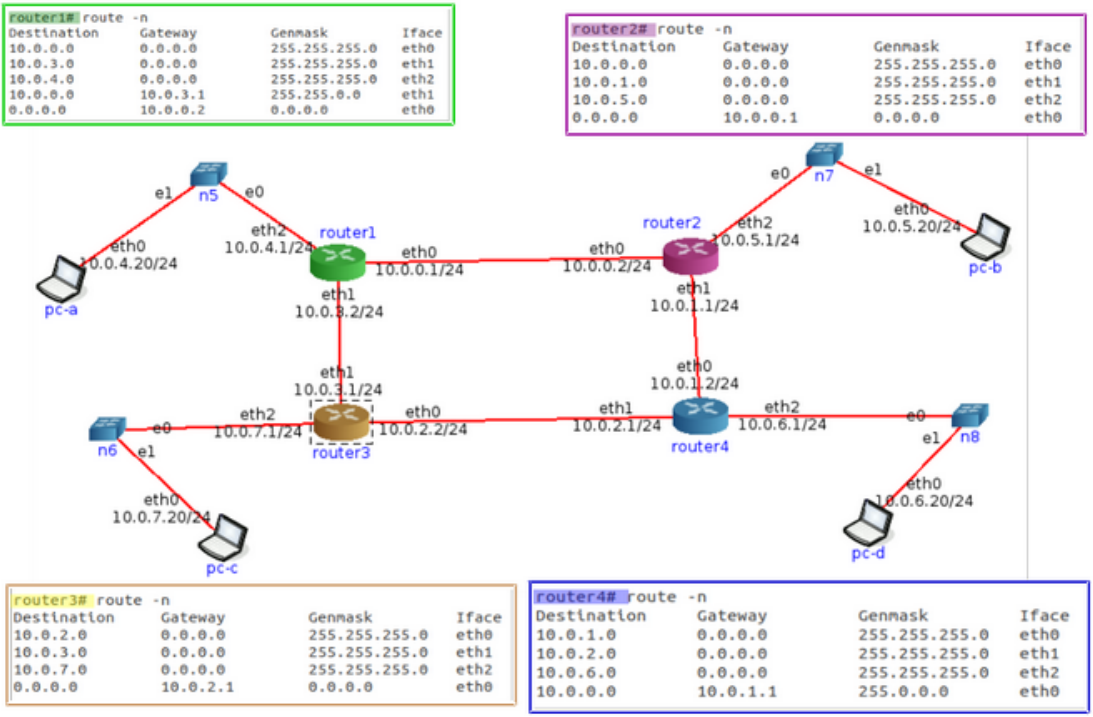 router1# route -n
Destination Gateway Genmask Iface
10.0.0.0 0.0.0.0 255.255.255.0 eth0
10.0.3.0 0.0.0.0 255.255.255.0 eth1
10.0.4.0 0.0.0.0 255.255.255.0 eth2
10.0.0.0 10.0.3.1 255.255.0.0 eth1
0.0.0.0 10.0.0.2 0.0.0.0 eth0
router2# route -n
Destination Gateway Genmask Iface
10.0.0.0 0.0.0.0 255.255.255.0 eth0
10.0.1.0 0.0.0.0 255.255.255.0 eth1
10.0.5.0 0.0.0.0 255.255.255.0 eth2
0.0.0.0 10.0.0.1 0.0.0.0 eth0
e1
n5
e0
eth2
10.0.4.1/24
router1
eth0
10.0.4.20/24
pc-a
eth0
10.0.0.1/24
eth1
10.0.3.2/24
e0
n7
e1
router2
eth2
10.0.5.1/24
eth0
10.0.5.20/24
pc-b
eth0
10.0.0.2/24
eth1
10.0.1.1/24
eth1
10.0.3.1/24
eth2
10.0.7.1/24
eth0
10.0.2.2/24
router3
e0
n6
e1
eth0
10.0.7.20/24
pc-c
eth0
10.0.1.2/24
eth1
10.0.2.1/24
eth2
10.0.6.1/24
router4
e0
n8
e1
eth0
10.0.6.20/24
pc-d
router3# route -n
Destination Gateway Genmask Iface
10.0.2.0 0.0.0.0 255.255.255.0 eth0
10.0.3.0 0.0.0.0 255.255.255.0 eth1
10.0.7.0 0.0.0.0 255.255.255.0 eth2
0.0.0.0 10.0.2.1 0.0.0.0 eth0
router4# route -n
Destination Gateway Genmask Iface
10.0.1.0 0.0.0.0 255.255.255.0 eth0
10.0.2.0 0.0.0.0 255.255.255.0 eth1
10.0.6.0 0.0.0.0 255.255.255.0 eth2
10.0.0.0 10.0.1.1 255.0.0.0 eth0